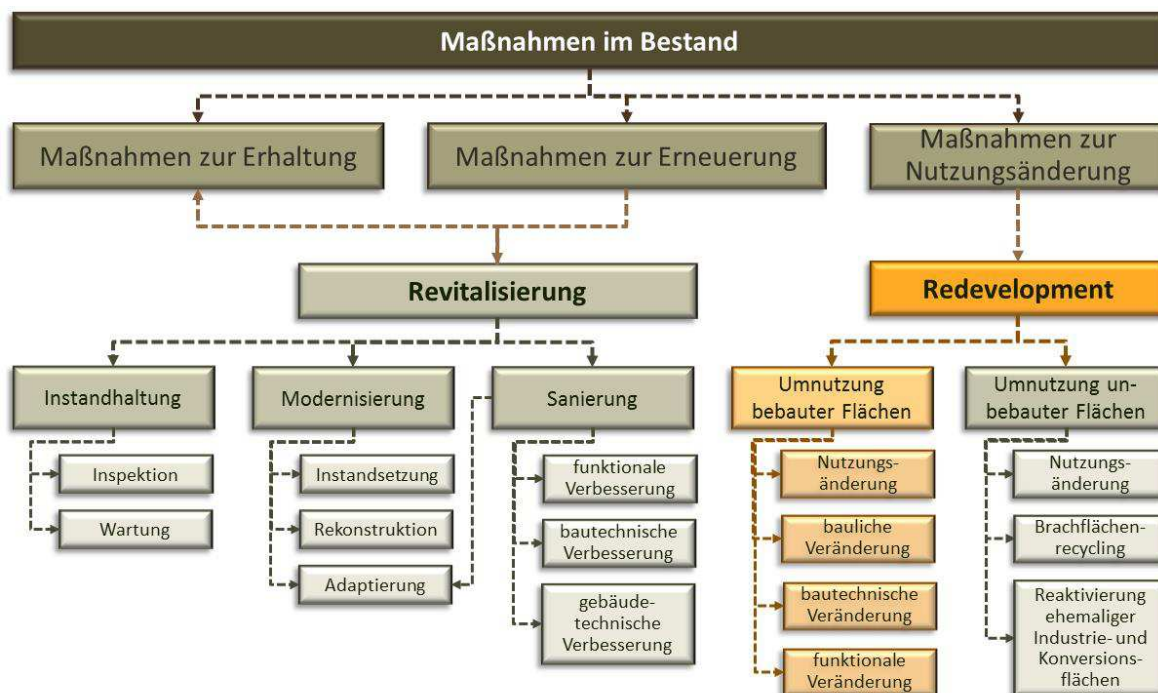 Maßnahmen im Bestand
Maßnahmen zur Erhaltung
Maßnahmen zur Erneuerung
Maßnahmen zur
Nutzungsänderung
Revitalisierung
Redevelopment
Instandhaltung
Modernisierung
Sanierung
Umnutzung
bebauter Flächen
Umnutzung un-
bebauter Flächen
Inspektion
Wartung
Instandsetzung
Rekonstruktion
Adaptierung
funktionale
Verbesserung
bautechnische
Verbesserung
gebäude-
technische
Verbesserung
Nutzungs-
änderung
bauliche
Veränderung
bautechnische
Veränderung
funktionale
Veränderung
Nutzungs-
änderung
Brachflächen-
recycling
Reaktivierung
ehemaliger
Industrie- und
Konversions-
flächen